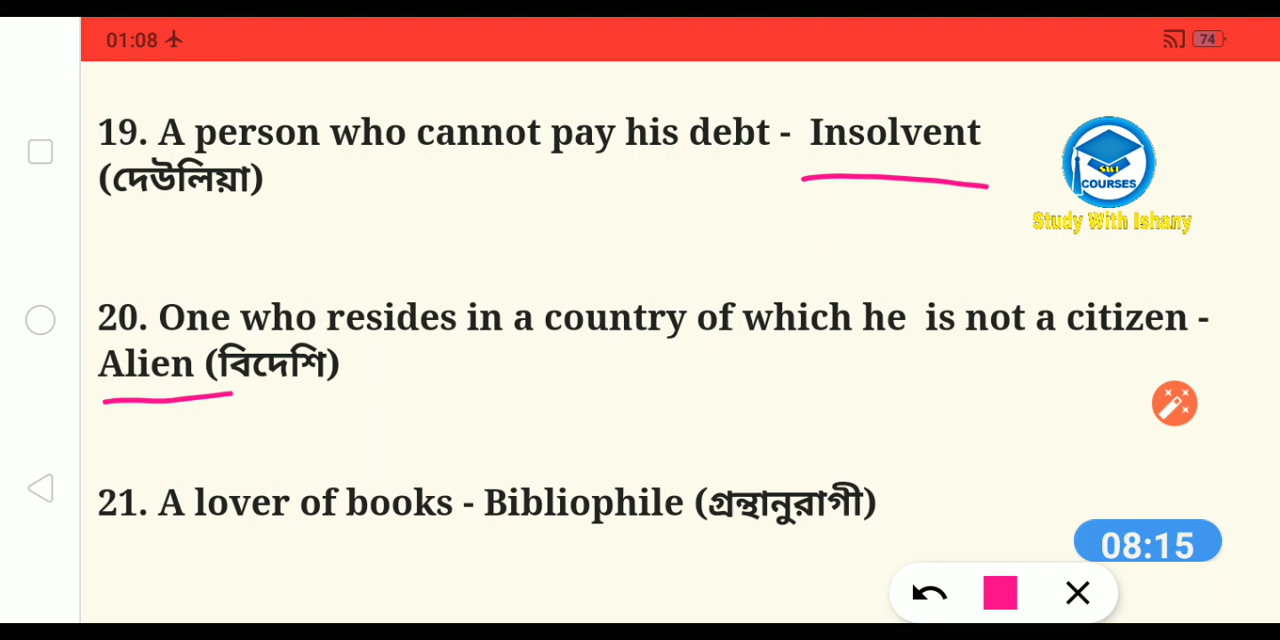 01:08
74
19. A person who cannot pay his debt - Insolvent
(দেউলিয়া)
COURSES
Study With Ishany
20. One who resides in a country of which he is not a citizen -
Alien (বিদেশি)
21. A lover of books - Bibliophile (গ্রন্থানুরাগী)
08:15